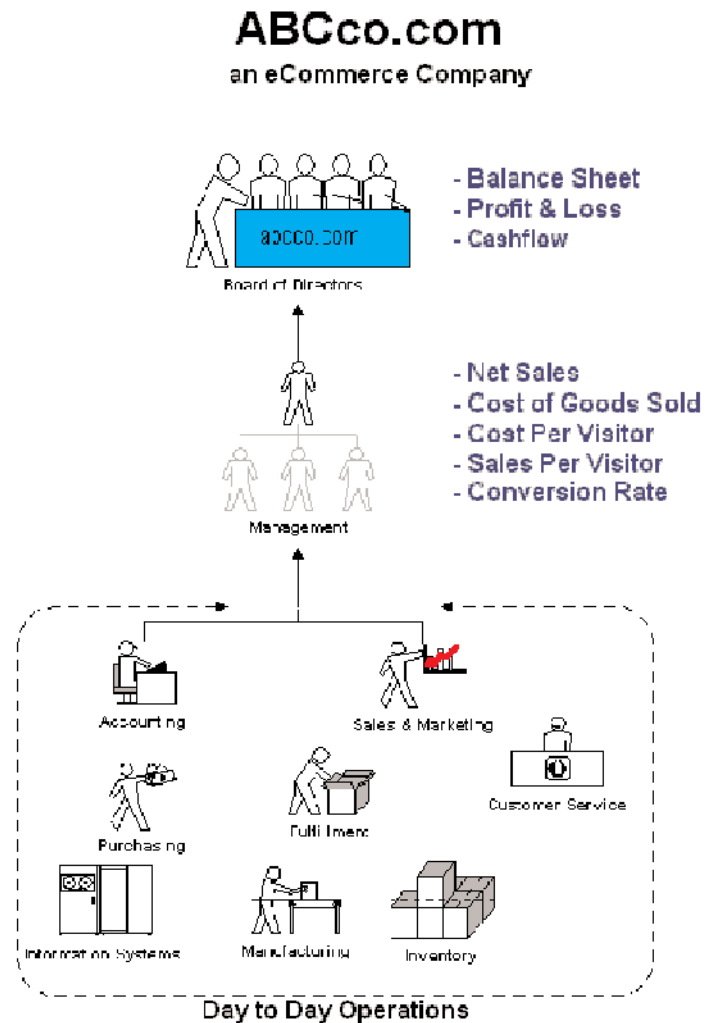 ABCco.com
an eCommerce Company
- Balance Sheet
- Profit & Loss
- Cashflow
abcco.com
Board of Directors
- Net Sales
- Cost of Goods Sold
- Cost Per Visitor
- Sales Per Visitor
- Conversion Rate
Management
Accounting
Sales & Marketing
Customer Service
Purchasing
Fulfillment
Information Systems
Manufacturing
Inventory
Day to Day Operations